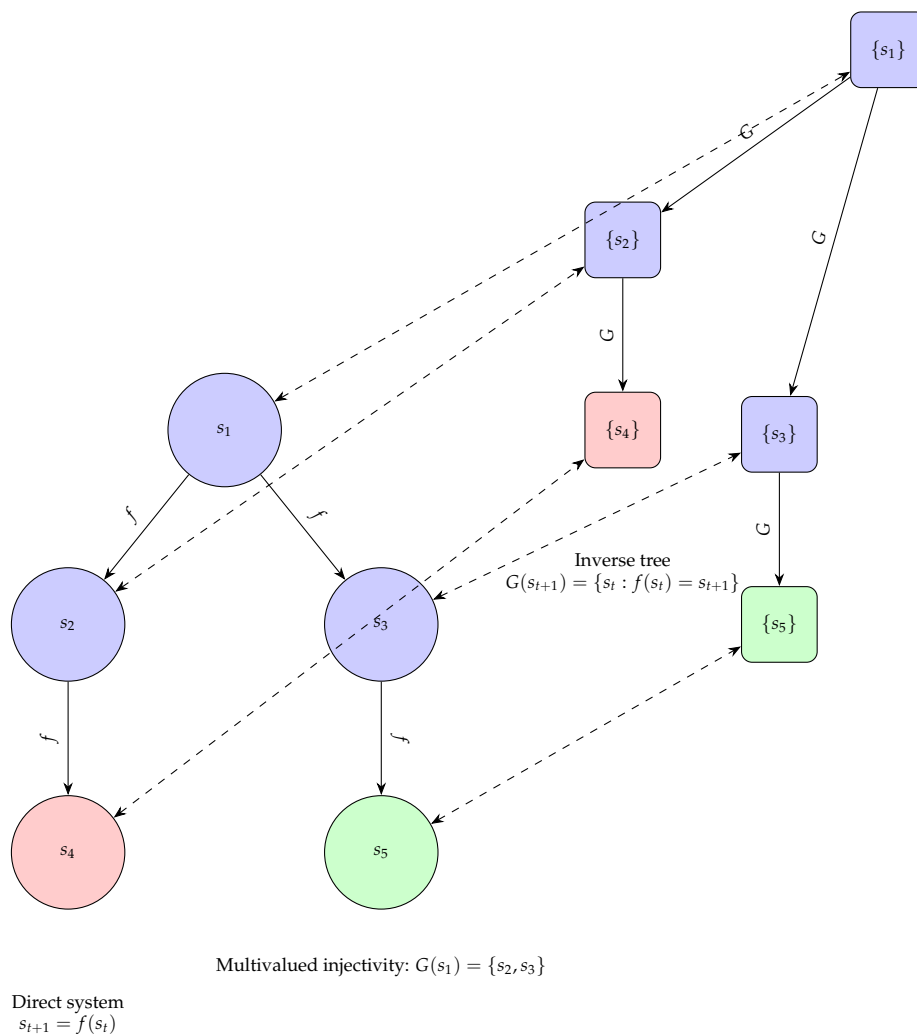 {s₁}
G
G
{s₂}
G
s₁
{s₄}
{s₃}
f
f
G
Inverse tree
G(sₜ₊₁) = {sₜ : f(sₜ) = sₜ₊₁}
s₂
s₃
{s₅}
f
f
s₄
s₅
Multivalued injectivity: G(s₁) = {s₂, s₃}
Direct system
sₜ₊₁ = f(sₜ)